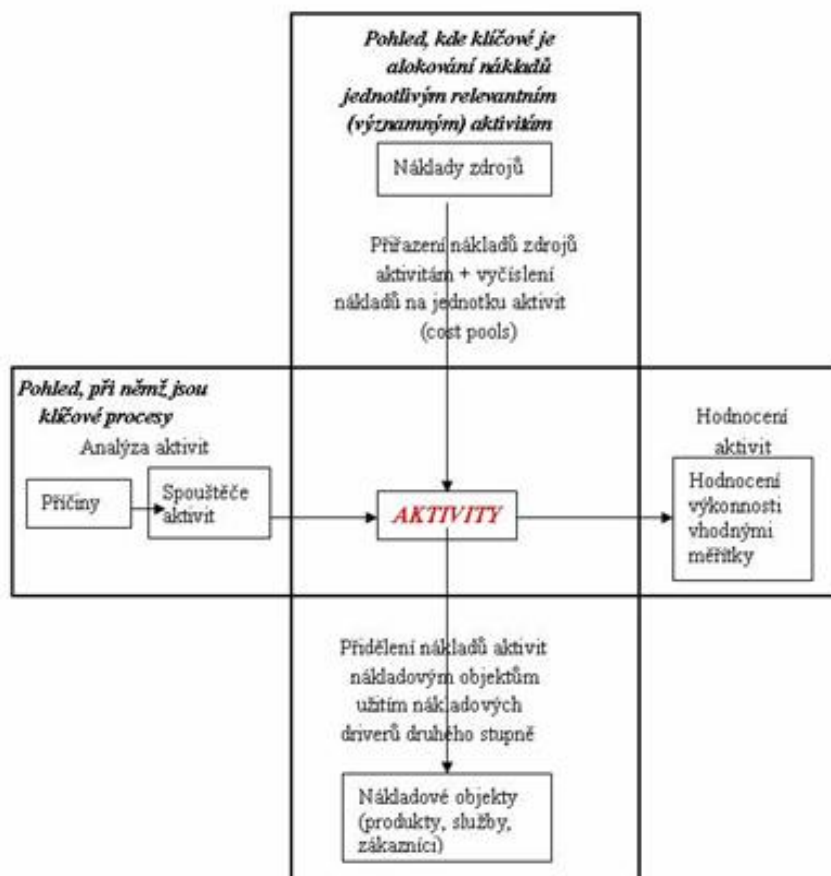 Pohled, kde klíčové je
alokování nákladů
jednotlivým relevantním
(významným) aktivitám
Náklady zdrojů
Přiřazení nákladů zdrojů
aktivitám + vyčíslení
nákladů na jednotku aktivit
(cost pools)
Pohled, při němž jsou
klíčové procesy
Analýza aktivit
Příčiny
Spouštěče
aktivit
AKTIVITY
Hodnocení
aktivit
Hodnocení
výkonnosti
vhodnými
měřítky
Přidělení nákladů aktivit
nákladovým objektům
užitím nákladových
driverů druhého stupně
Nákladové objekty
(produkty, služby,
zákazníci)